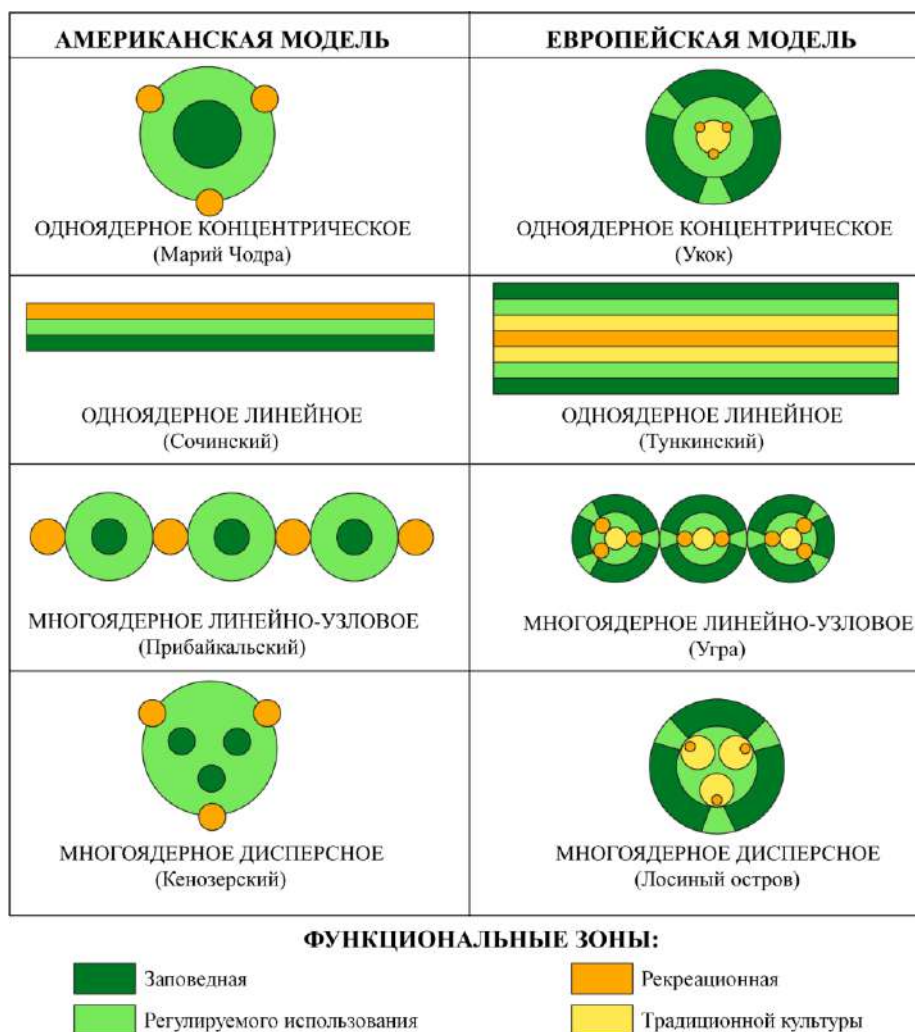 АМЕРИКАНСКАЯ МОДЕЛЬ
ЕВРОПЕЙСКАЯ МОДЕЛЬ
ОДНОЯДЕРНОЕ КОНЦЕНТРИЧЕСКОЕ
(Марий Чодра)
ОДНОЯДЕРНОЕ КОНЦЕНТРИЧЕСКОЕ
(Укок)
ОДНОЯДЕРНОЕ ЛИНЕЙНОЕ
(Сочинский)
ОДНОЯДЕРНОЕ ЛИНЕЙНОЕ
(Тункинский)
МНОГОЯДЕРНОЕ ЛИНЕЙНО-УЗЛОВОЕ
(Прибайкальский)
МНОГОЯДЕРНОЕ ЛИНЕЙНО-УЗЛОВОЕ
(Угра)
МНОГОЯДЕРНОЕ ДИСПЕРСНОЕ
(Кенозерский)
МНОГОЯДЕРНОЕ ДИСПЕРСНОЕ
(Лосиный остров)
ФУНКЦИОНАЛЬНЫЕ ЗОНЫ:
Заповедная
Рекреационная
Регулируемого использования
Традиционной культуры